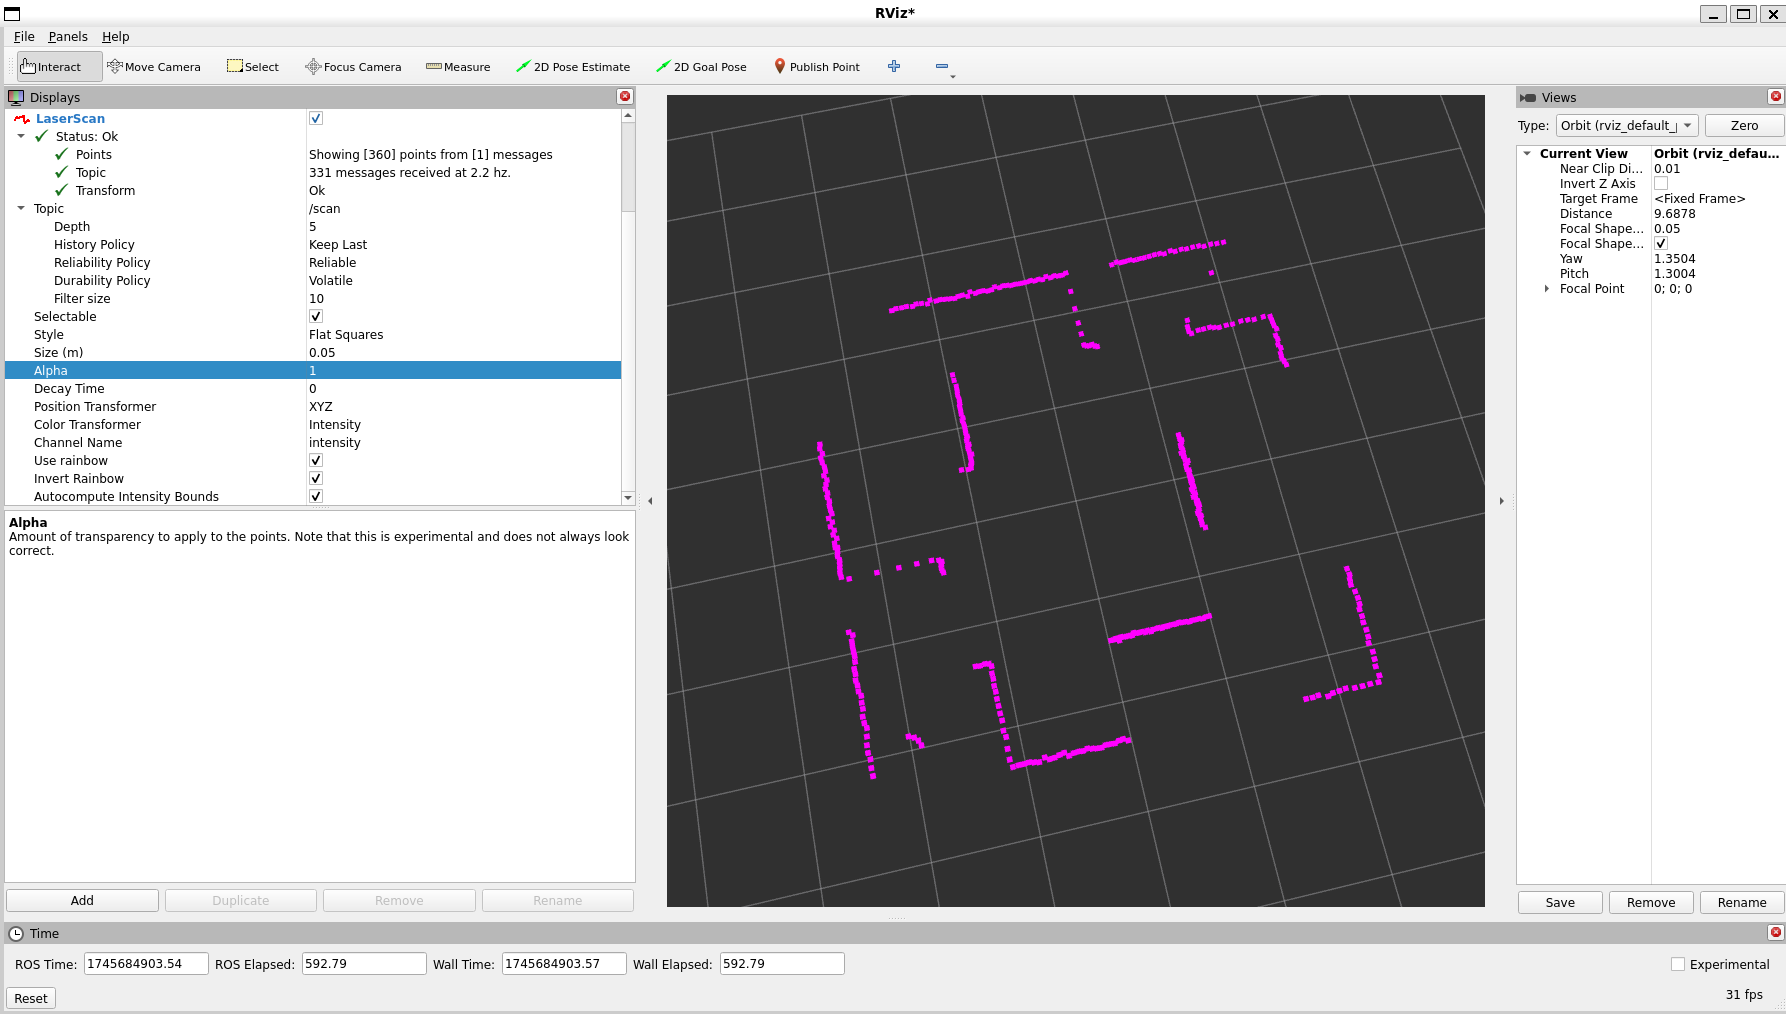 RViz*
File Panels Help
Interact Move Camera Select Focus Camera Measure 2D Pose Estimate 2D Goal Pose Publish Point
Displays
LaserScan
Status: Ok
Points Showing [360] points from [1] messages
Topic 331 messages received at 2.2 hz.
Transform Ok
Topic /scan
Depth 5
History Policy Keep Last
Reliability Policy Reliable
Durability Policy Volatile
Filter size 10
Selectable
Style Flat Squares
Size (m) 0.05
Alpha 1
Decay Time 0
Position Transformer XYZ
Color Transformer Intensity
Channel Name intensity
Use rainbow
Invert Rainbow
Autocompute Intensity Bounds
Alpha
Amount of transparency to apply to the points. Note that this is experimental and does not always look
correct.
Add Duplicate Remove Rename
Views
Type: Orbit (rviz_default_ Zero
Current View Orbit (rviz_defau...
Near Clip Di... 0.01
Invert Z Axis
Target Frame <Fixed Frame>
Distance 9.6878
Focal Shape... 0.05
Focal Shape...
Yaw 1.3504
Pitch 1.3004
Focal Point 0; 0; 0
Save Remove Rename
Time
ROS Time: 1745684903.54 ROS Elapsed: 592.79 Wall Time: 1745684903.57 Wall Elapsed: 592.79 Experimental
Reset 31 fps